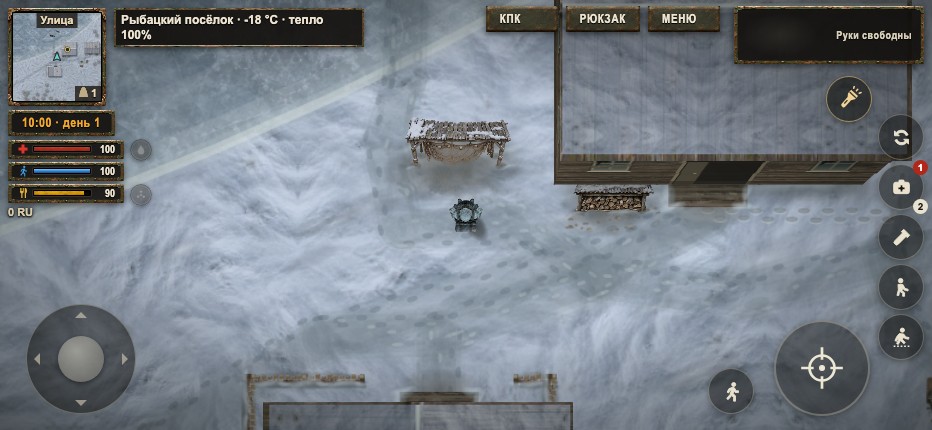 Улица
Рыбацкий посёлок · -18 °C · тепло
100%
КПК
РЮКЗАК
МЕНЮ
Руки свободны
1
10:00 · день 1
100
100
90
0 RU
1
2